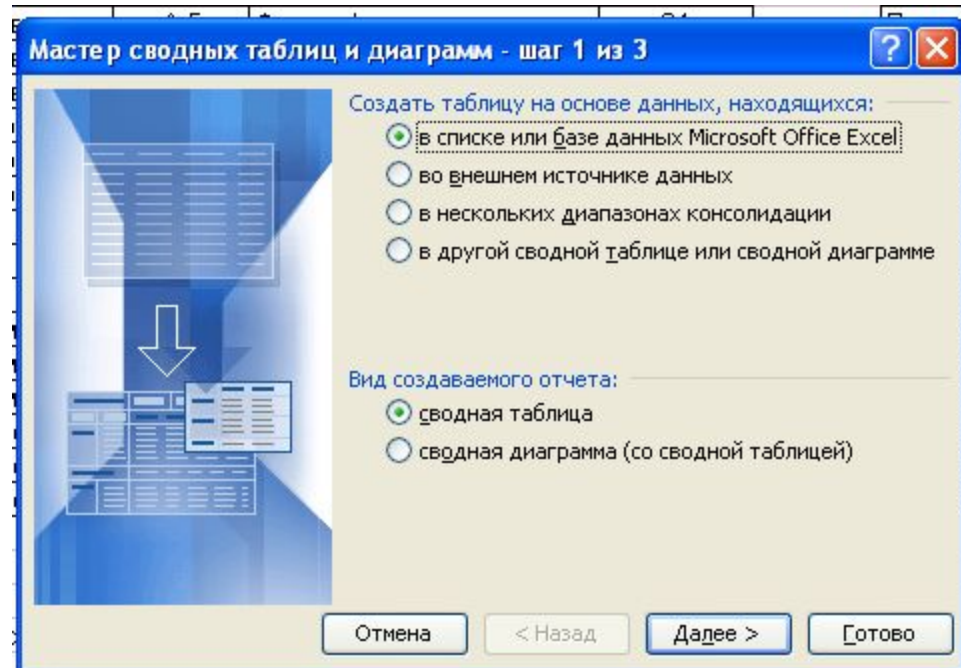 Мастер сводных таблиц и диаграмм - шаг 1 из 3
Создать таблицу на основе данных, находящихся:
в списке или базе данных Microsoft Office Excel
во внешнем источнике данных
в нескольких диапазонах консолидации
в другой сводной таблице или сводной диаграмме
Вид создаваемого отчета:
сводная таблица
сводная диаграмма (со сводной таблицей)
Отмена
< Назад
Далее >
Готово